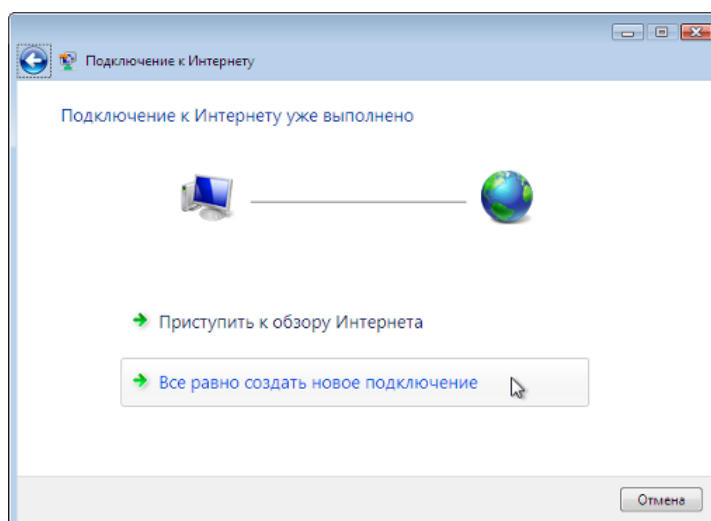 Подключение к Интернету
Подключение к Интернету уже выполнено
Приступить к обзору Интернета
Все равно создать новое подключение
Отмена